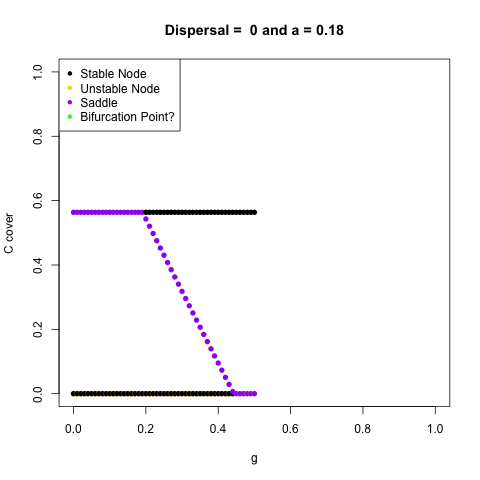 Dispersal =  0 and a = 0.18
Stable Node
Unstable Node
Saddle
Bifurcation Point?
C cover
1.0
0.8
0.6
0.4
0.2
0.0
0.0 0.2 0.4 0.6 0.8 1.0
g